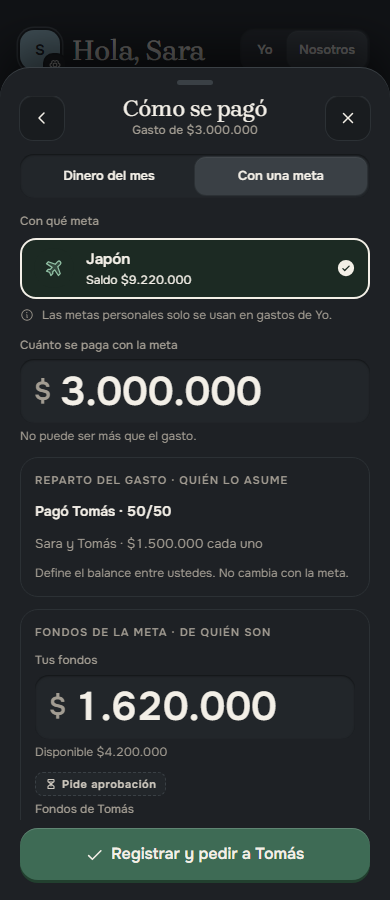 S
Hola, Sara
Yo
Nosotros
Cómo se pagó
Gasto de $3.000.000
Dinero del mes
Con una meta
Con qué meta
Japón
Saldo $9.220.000
Las metas personales solo se usan en gastos de Yo.
Cuánto se paga con la meta
$ 3.000.000
No puede ser más que el gasto.
REPARTO DEL GASTO · QUIÉN LO ASUME
Pagó Tomás · 50/50
Sara y Tomás · $1.500.000 cada uno
Define el balance entre ustedes. No cambia con la meta.
FONDOS DE LA META · DE QUIÉN SON
Tus fondos
$ 1.620.000
Disponible $4.200.000
Pide aprobación
Fondos de Tomás
Registrar y pedir a Tomás